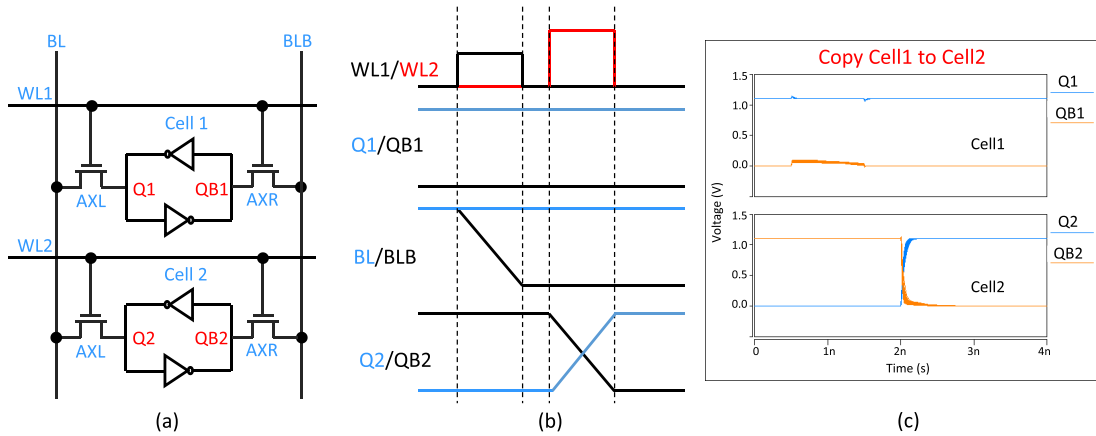 BL
BLB
WL1
Cell 1
Q1
QB1
AXL
AXR
WL2
Cell 2
Q2
QB2
AXL
AXR
(a)
WL1/WL2
Q1/QB1
BL/BLB
Q2/QB2
(b)
Copy Cell1 to Cell2
Voltage (V)
1.5
1.0
0.5
0.0
Cell1
Q1
QB1
1.5
1.0
0.5
0.0
Cell2
Q2
QB2
0
1n
2n
3n
4n
Time (s)
(c)